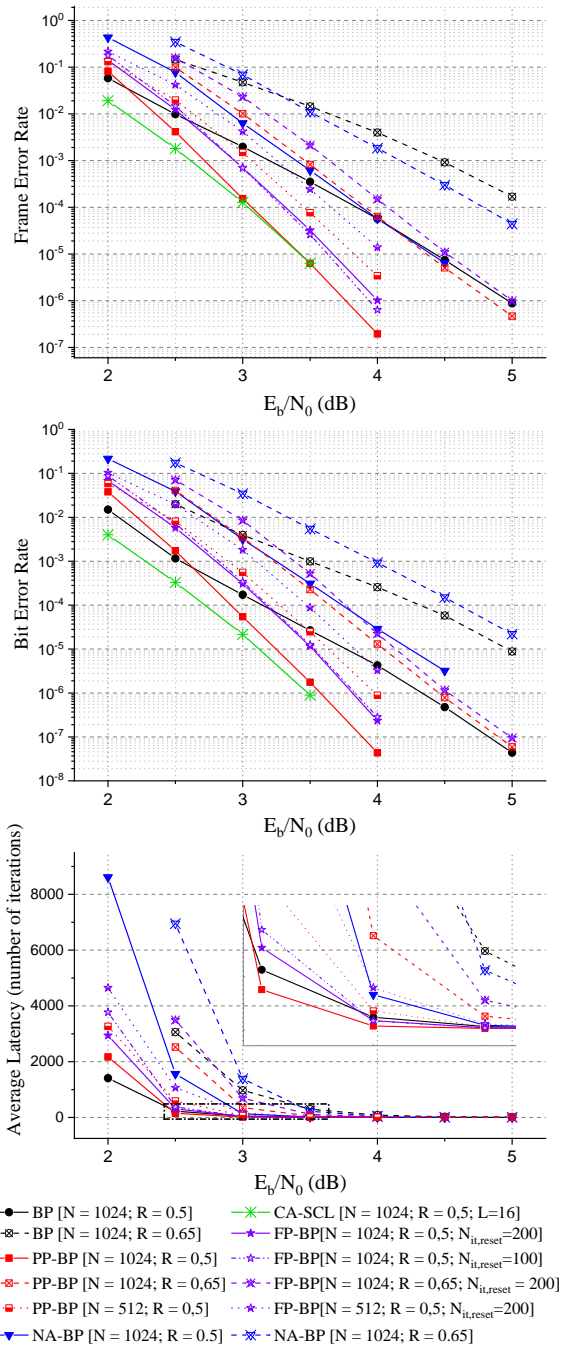 10⁰
10⁻¹
10⁻²
10⁻³
10⁻⁴
10⁻⁵
10⁻⁶
10⁻⁷
Frame Error Rate
2 3 4 5
E_b/N_0 (dB)
10⁰
10⁻¹
10⁻²
10⁻³
10⁻⁴
10⁻⁵
10⁻⁶
10⁻⁷
10⁻⁸
Bit Error Rate
2 3 4 5
E_b/N_0 (dB)
8000
6000
4000
2000
0
Average Latency (number of iterations)
2 3 4 5
E_b/N_0 (dB)
BP [N = 1024; R = 0.5]
BP [N = 1024; R = 0.65]
PP-BP [N = 1024; R = 0,5]
PP-BP [N = 1024; R = 0,65]
PP-BP [N = 512; R = 0,5]
NA-BP [N = 1024; R = 0.5]
CA-SCL [N = 1024; R = 0,5; L=16]
FP-BP[N = 1024; R = 0,5; N_it,reset=200]
FP-BP[N = 1024; R = 0,5; N_it,reset=100]
FP-BP[N = 1024; R = 0,65; N_it,reset = 200]
FP-BP[N = 512; R = 0,5; N_it,reset=200]
NA-BP [N = 1024; R = 0.65]